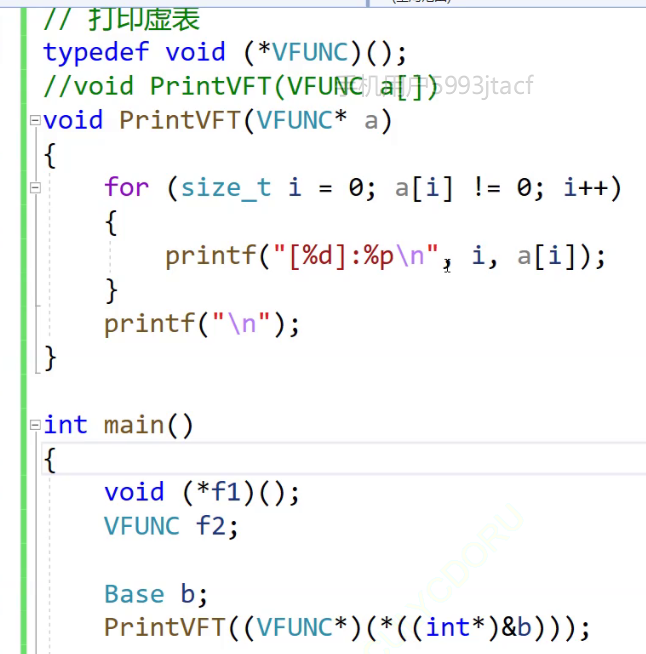 // 打印虚表
typedef void (*VFUNC)();
//void PrintVFT(VFUNC a[])
void PrintVFT(VFUNC* a)
{
for (size_t i = 0; a[i] != 0; i++)
{
printf("[%d]:%p\n", i, a[i]);
}
printf("\n");
}
int main()
{
void (*f1)();
VFUNC f2;
Base b;
PrintVFT((VFUNC*)(*((int*)&b)));